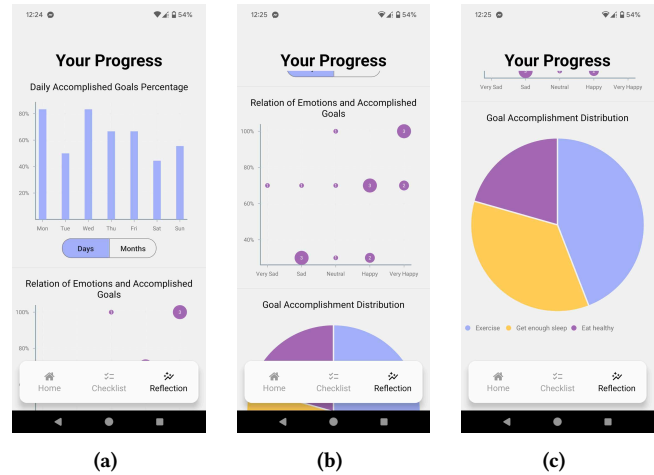 12:24
54%
Your Progress
Daily Accomplished Goals Percentage
80%
60%
40%
20%
Mon Tue Wed Thu Fri Sat Sun
Days Months
Relation of Emotions and Accomplished
Goals
100%
80%
Home Checklist Reflection
(a)
12:25
54%
Your Progress
Relation of Emotions and Accomplished
Goals
100%
80%
60%
40%
Very Sad Sad Neutral Happy Very Happy
Goal Accomplishment Distribution
Home Checklist Reflection
(b)
12:25
54%
Your Progress
Very Sad Sad Neutral Happy Very Happy
Goal Accomplishment Distribution
Exercise Get enough sleep Eat healthy
Home Checklist Reflection
(c)